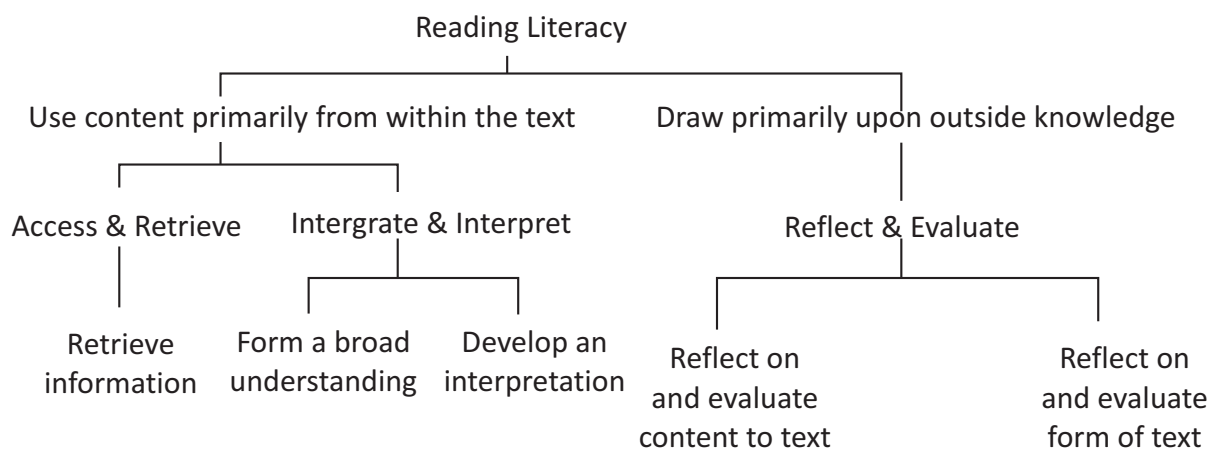 Reading Literacy
Use content primarily from within the text
Draw primarily upon outside knowledge
Access & Retrieve
Intergrate & Interpret
Reflect & Evaluate
Retrieve
information
Form a broad
understanding
Develop an
interpretation
Reflect on
and evaluate
content to text
Reflect on
and evaluate
form of text